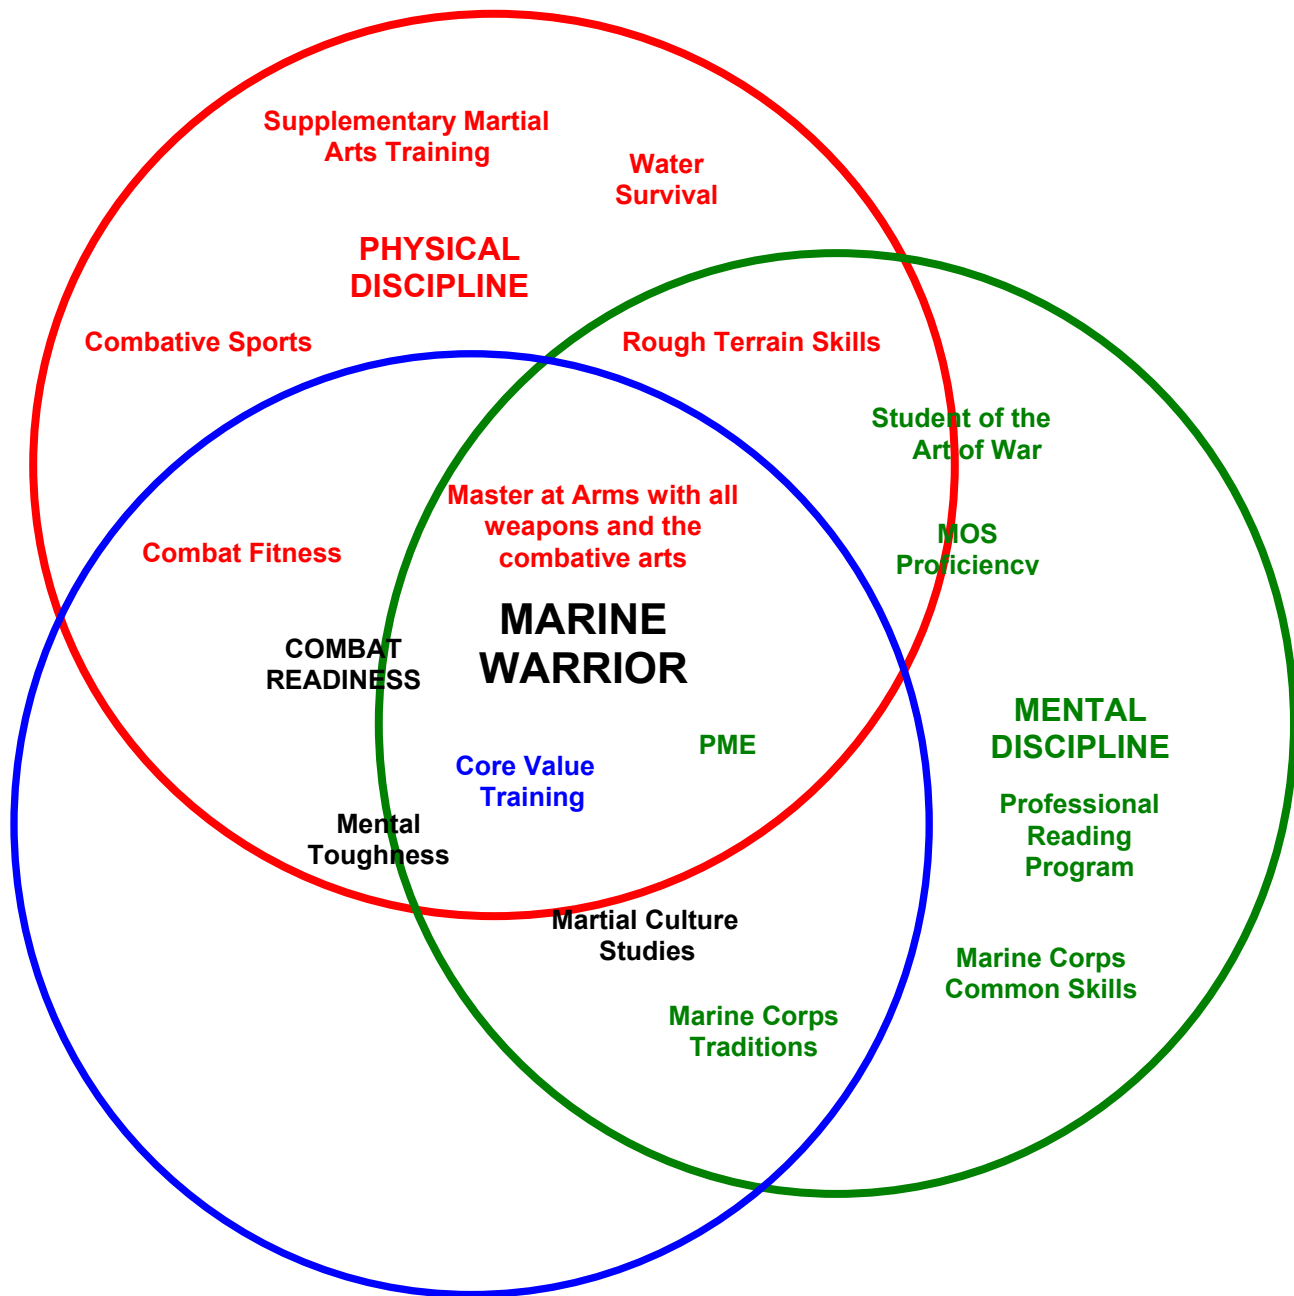 Supplementary Martial
Arts Training
Water
Survival
PHYSICAL
DISCIPLINE
Combative Sports
Rough Terrain Skills
Student of the
Art of War
Master at Arms with all
weapons and the
combative arts
Combat Fitness
MOS
Proficiency
MARINE
WARRIOR
COMBAT
READINESS
MENTAL
DISCIPLINE
PME
Core Value
Training
Professional
Reading
Program
Mental
Toughness
Martial Culture
Studies
Marine Corps
Common Skills
Marine Corps
Traditions